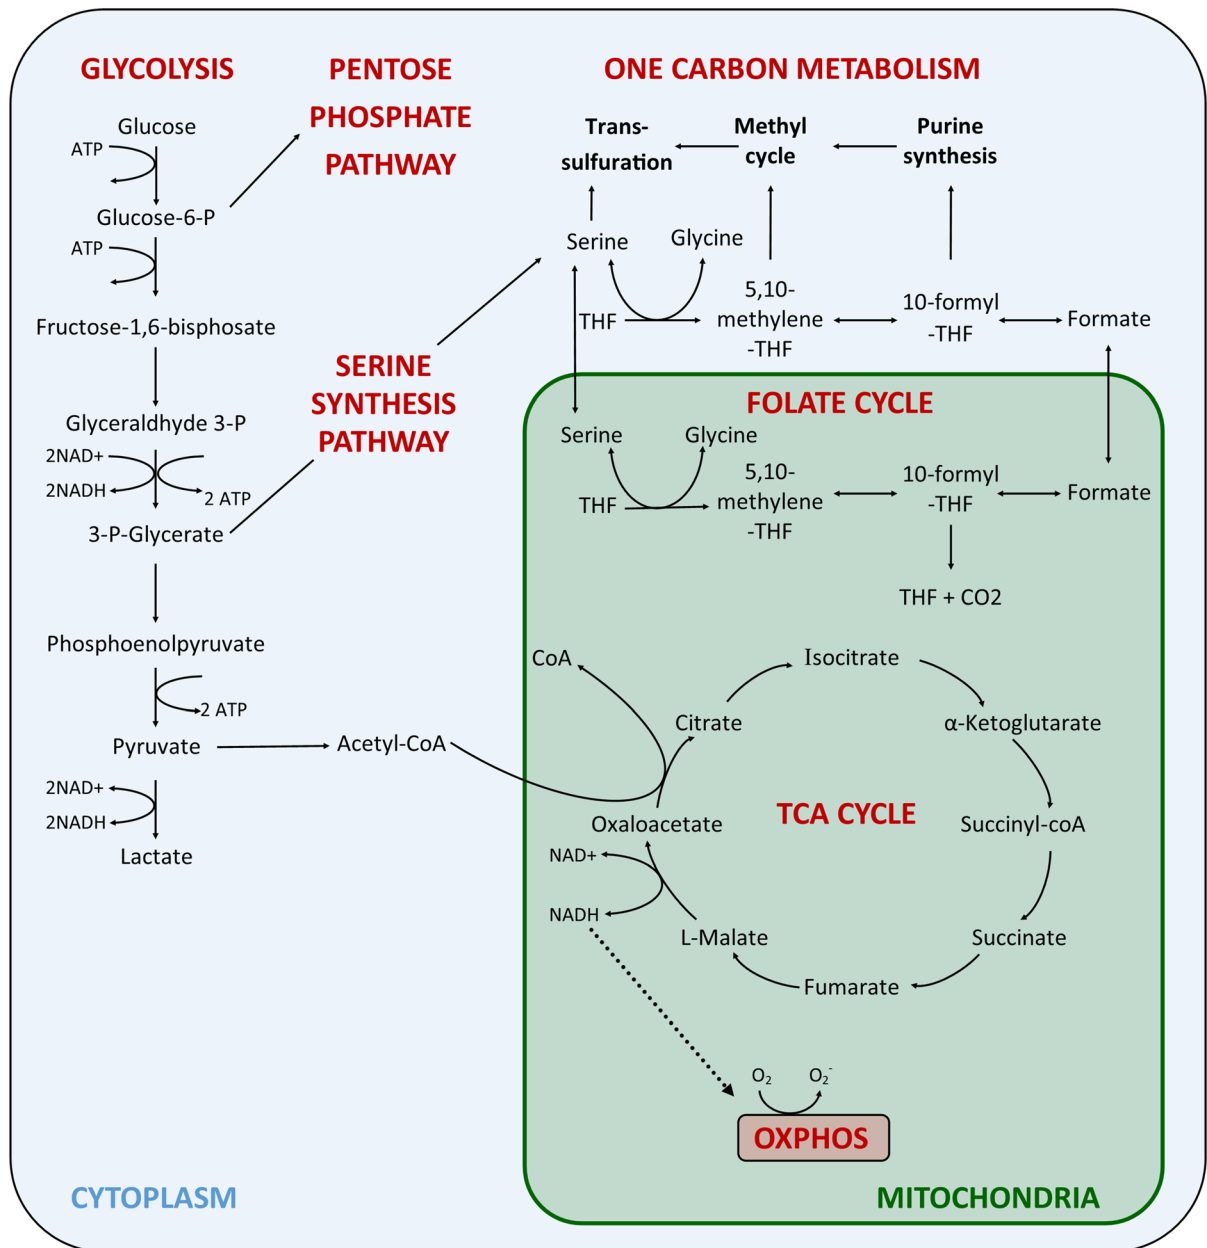 GLYCOLYSIS
Glucose
ATP
Glucose-6-P
ATP
Fructose-1,6-bisphosate
Glyceraldhyde 3-P
2NAD+
2NADH
2 ATP
3-P-Glycerate
Phosphoenolpyruvate
2 ATP
Pyruvate
2NAD+
2NADH
Lactate
Acetyl-CoA
PENTOSE
PHOSPHATE
PATHWAY
SERINE
SYNTHESIS
PATHWAY
ONE CARBON METABOLISM
Trans-
sulfuration
Methyl
cycle
Purine
synthesis
Serine
Glycine
THF
5,10-
methylene
-THF
10-formyl
-THF
Formate
FOLATE CYCLE
Serine
Glycine
THF
5,10-
methylene
-THF
10-formyl
-THF
Formate
THF + CO2
CoA
Isocitrate
Citrate
α-Ketoglutarate
TCA CYCLE
Oxaloacetate
Succinyl-coA
NAD+
NADH
L-Malate
Succinate
Fumarate
O₂
O₂⁻
OXPHOS
CYTOPLASM
MITOCHONDRIA